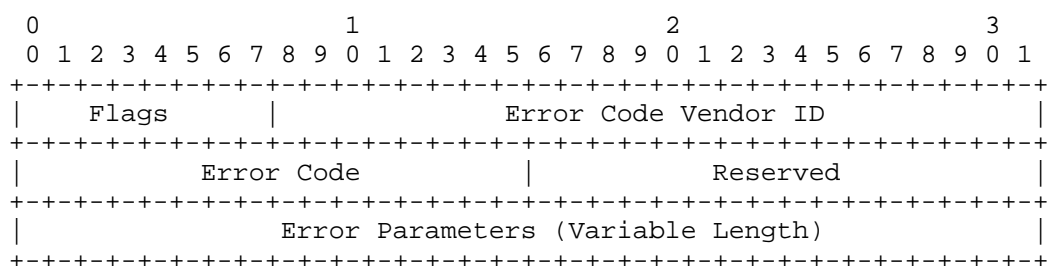 0                   1                   2                   3
 0 1 2 3 4 5 6 7 8 9 0 1 2 3 4 5 6 7 8 9 0 1 2 3 4 5 6 7 8 9 0 1
+-+-+-+-+-+-+-+-+-+-+-+-+-+-+-+-+-+-+-+-+-+-+-+-+-+-+-+-+-+-+-+-+
|    Flags      |              Error Code Vendor ID             |
+-+-+-+-+-+-+-+-+-+-+-+-+-+-+-+-+-+-+-+-+-+-+-+-+-+-+-+-+-+-+-+-+
|           Error Code          |           Reserved            |
+-+-+-+-+-+-+-+-+-+-+-+-+-+-+-+-+-+-+-+-+-+-+-+-+-+-+-+-+-+-+-+-+
|                Error Parameters (Variable Length)             |
+-+-+-+-+-+-+-+-+-+-+-+-+-+-+-+-+-+-+-+-+-+-+-+-+-+-+-+-+-+-+-+-+